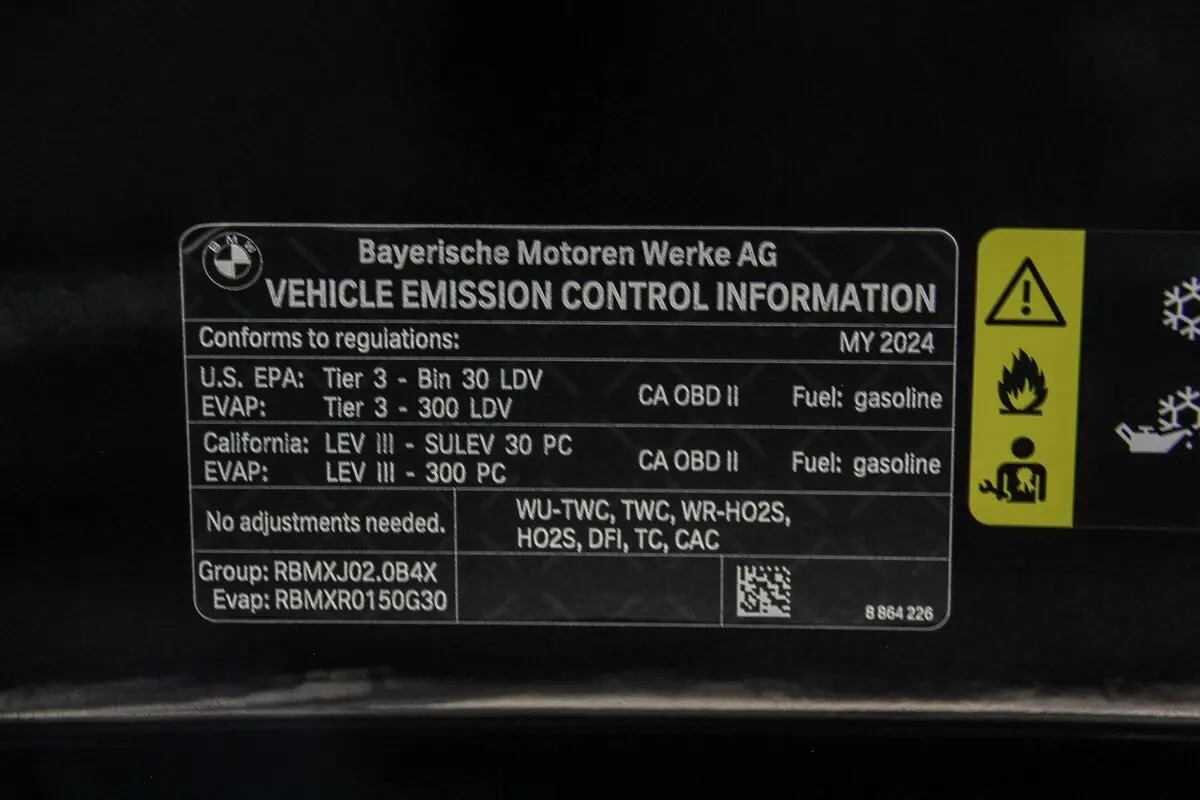 BMW
Bayerische Motoren Werke AG
VEHICLE EMISSION CONTROL INFORMATION
Conforms to regulations: MY 2024
U.S. EPA: Tier 3 - Bin 30 LDV
EVAP: Tier 3 - 300 LDV
CA OBD II Fuel: gasoline
California: LEV III - SULEV 30 PC
EVAP: LEV III - 300 PC
CA OBD II Fuel: gasoline
No adjustments needed.
WU-TWC, TWC, WR-HO2S,
HO2S, DFI, TC, CAC
Group: RBMXJ02.0B4X
Evap: RBMXR0150G30
8 864 226